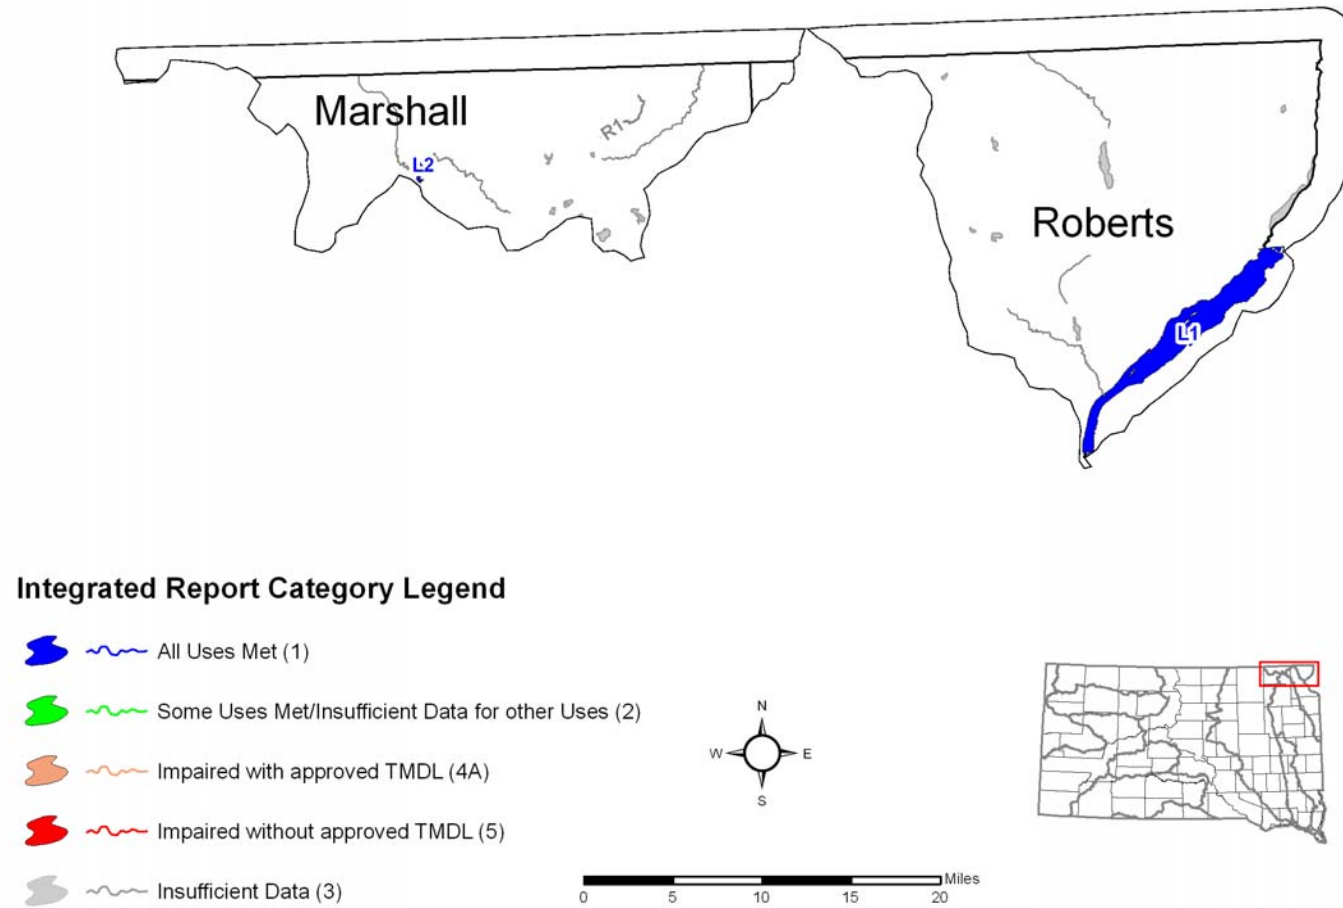 Marshall
R1
L2
Roberts
L1
Integrated Report Category Legend
All Uses Met (1)
Some Uses Met/Insufficient Data for other Uses (2)
Impaired with approved TMDL (4A)
Impaired without approved TMDL (5)
Insufficient Data (3)
N
W E
S
Miles
0 5 10 15 20